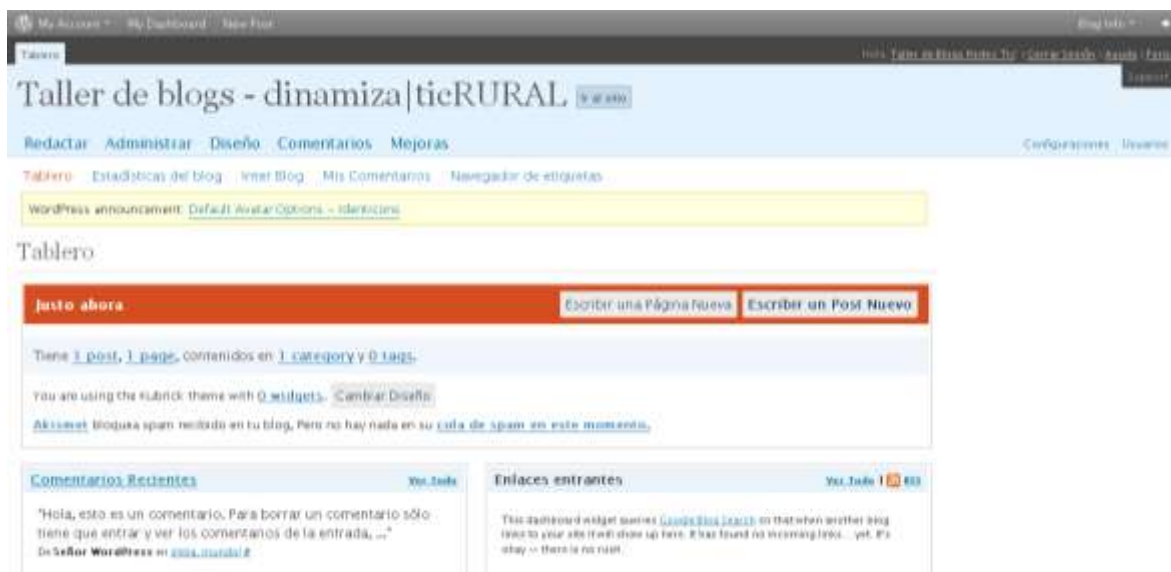 My Account My Dashboard New Post Blog Info
Tablero
Taller de blogs - dinamiza|ticRURAL Ir al sitio
Redactar Administrar Diseño Comentarios Mejoras Configuraciones Usuarios
Tablero Estadísticas del blog Mis Comentarios Navegador de etiquetas
WordPress announcement: Default Avatar Options – Identicons
Tablero
Justo ahora Escribir una Página Nueva Escribir un Post Nuevo
Tiene 1 post, 1 page, contenidos en 1 category y 0 tags.
You are using the Kubrick theme with 0 widgets. Cambiar Diseño
Akismet bloquea spam recibido en tu blog, Pero no hay nada en su cola de spam en este momento.
Comentarios Recientes Ver Todo
Enlaces entrantes Ver Todo | RSS
"Hola, esto es un comentario. Para borrar un comentario sólo
tiene que entrar y ver los comentarios de la entrada, ..."
De Señor WordPress en ¡Hola, mundo! #
This dashboard widget queries Google Blog Search so that when another blog
links to your site it will show up here. It has found no incoming links... yet. It's
okay — there is no rush.